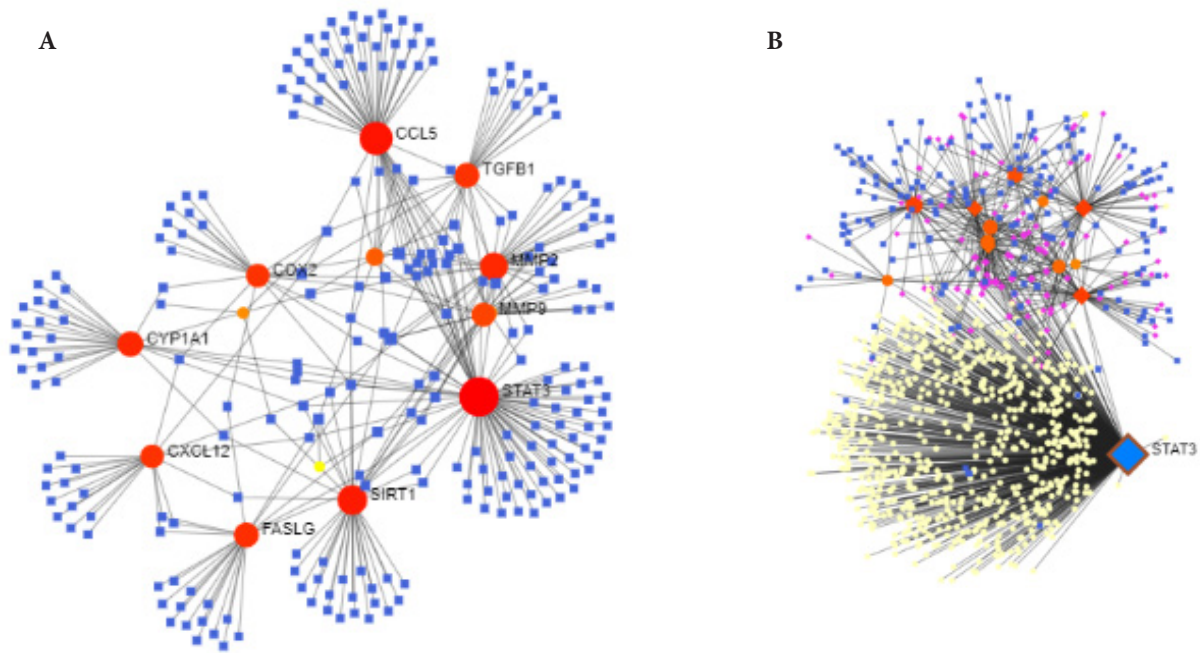 A
B
CCL5
TGFB1
COX2
MMP2
MMP9
CYP1A1
STAT3
STAT3
CXCL12
SIRT1
FASLG